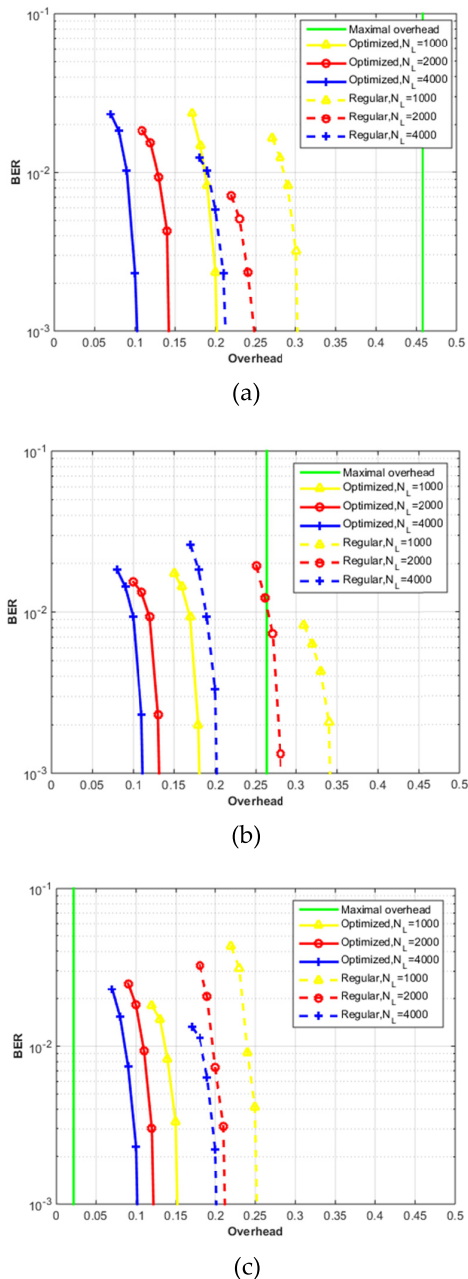 10^-1
10^-2
10^-3
BER
Maximal overhead
Optimized,N_L=1000
Optimized,N_L=2000
Optimized,N_L=4000
Regular,N_L=1000
Regular,N_L=2000
Regular,N_L=4000
0 0.05 0.1 0.15 0.2 0.25 0.3 0.35 0.4 0.45 0.5
Overhead
(a)
10^-1
10^-2
10^-3
BER
Maximal overhead
Optimized,N_L=1000
Optimized,N_L=2000
Optimized,N_L=4000
Regular,N_L=1000
Regular,N_L=2000
Regular,N_L=4000
0 0.05 0.1 0.15 0.2 0.25 0.3 0.35 0.4 0.45 0.5
Overhead
(b)
10^-1
10^-2
10^-3
BER
Maximal overhead
Optimized,N_L=1000
Optimized,N_L=2000
Optimized,N_L=4000
Regular,N_L=1000
Regular,N_L=2000
Regular,N_L=4000
0 0.05 0.1 0.15 0.2 0.25 0.3 0.35 0.4 0.45 0.5
Overhead
(c)